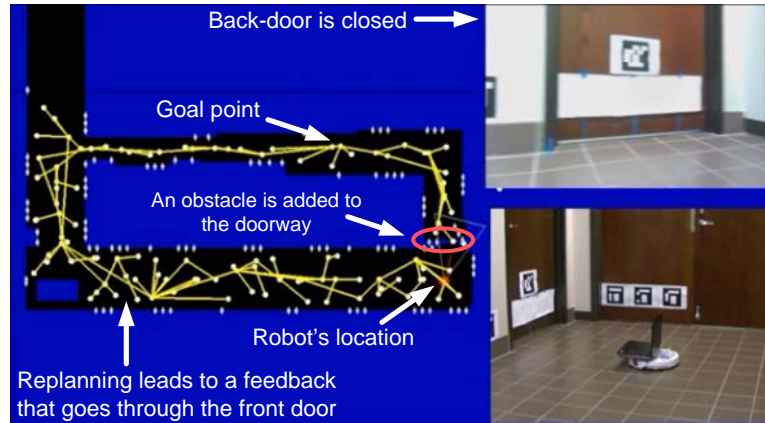 Back-door is closed
Goal point
An obstacle is added to
the doorway
Robot's location
Replanning leads to a feedback
that goes through the front door